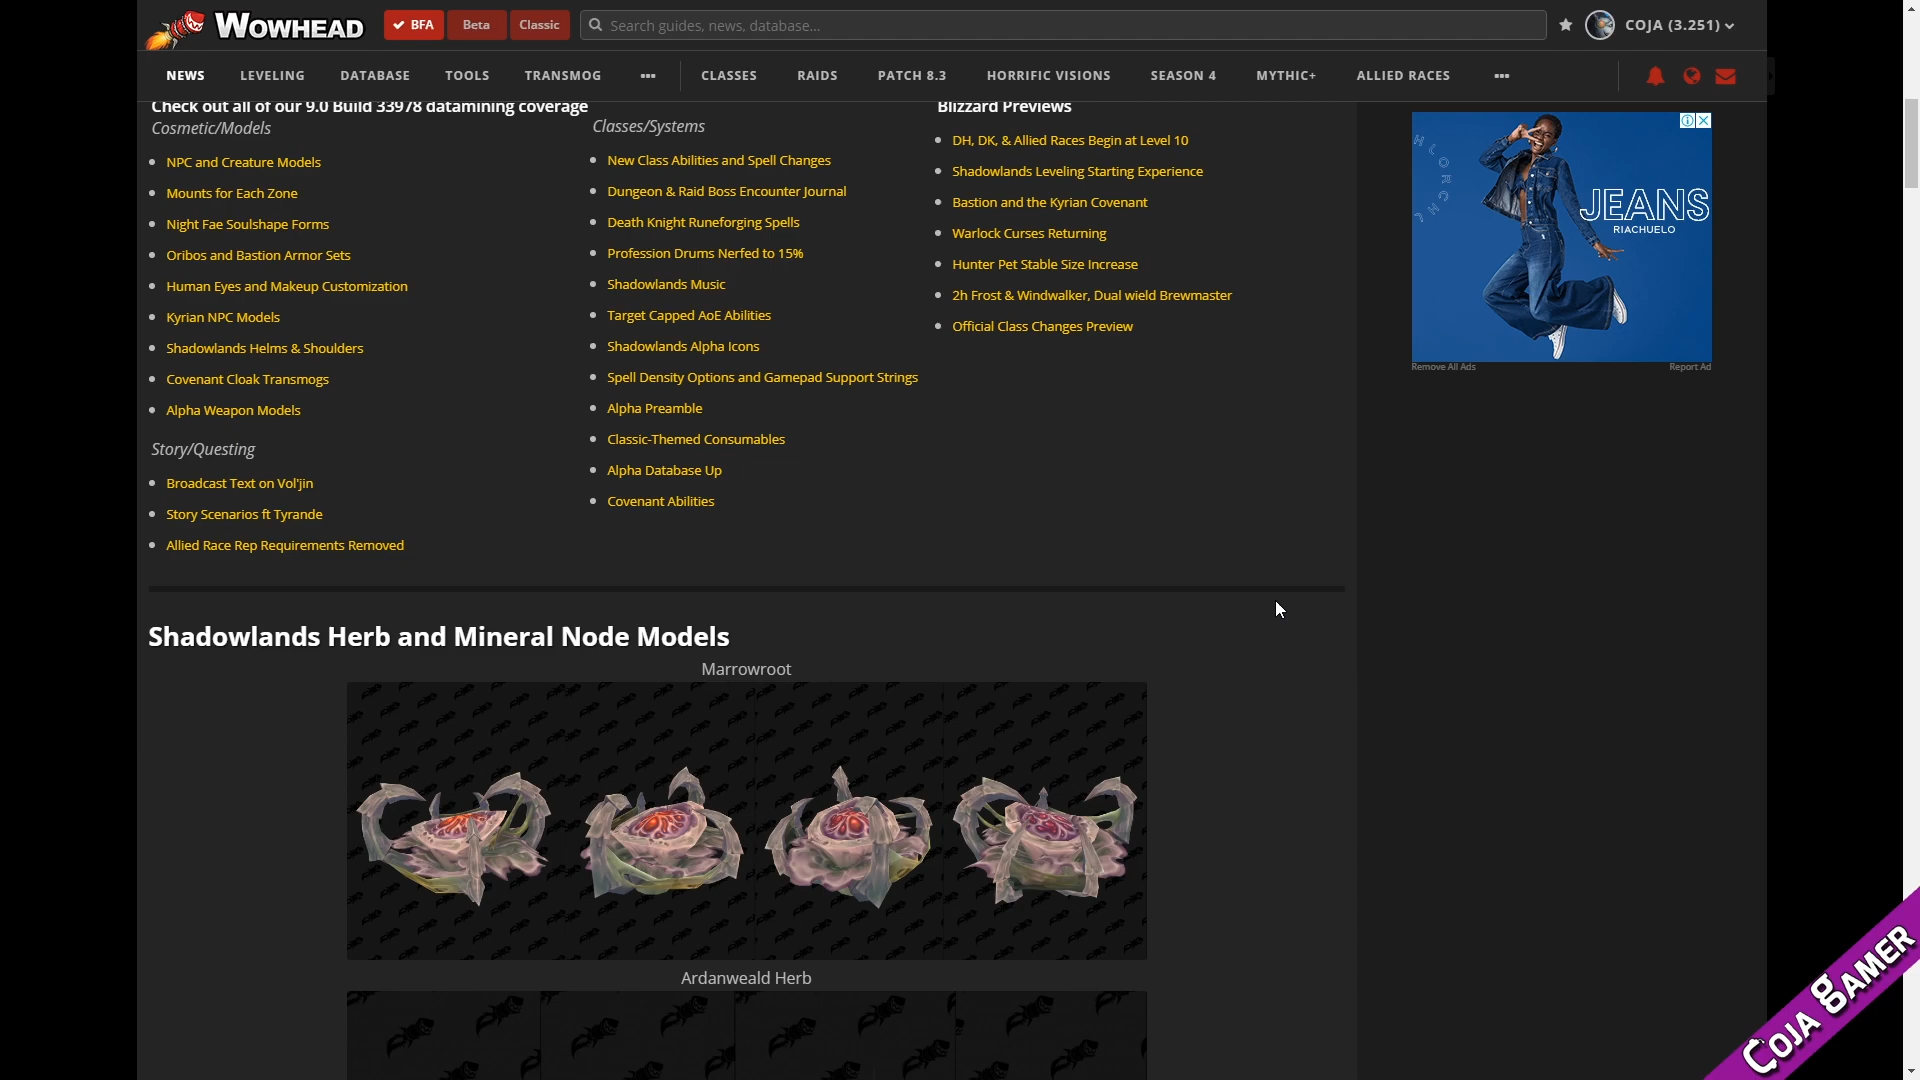 WOWHEAD
BFA
Beta
Classic
Search guides, news, database...
COJA (3.251)
NEWS
LEVELING
DATABASE
TOOLS
TRANSMOG
CLASSES
RAIDS
PATCH 8.3
HORRIFIC VISIONS
SEASON 4
MYTHIC+
ALLIED RACES
Check out all of our 9.0 Build 33978 datamining coverage
Cosmetic/Models
NPC and Creature Models
Mounts for Each Zone
Night Fae Soulshape Forms
Oribos and Bastion Armor Sets
Human Eyes and Makeup Customization
Kyrian NPC Models
Shadowlands Helms & Shoulders
Covenant Cloak Transmogs
Alpha Weapon Models
Story/Questing
Broadcast Text on Vol'jin
Story Scenarios ft Tyrande
Allied Race Rep Requirements Removed
Classes/Systems
New Class Abilities and Spell Changes
Dungeon & Raid Boss Encounter Journal
Death Knight Runeforging Spells
Profession Drums Nerfed to 15%
Shadowlands Music
Target Capped AoE Abilities
Shadowlands Alpha Icons
Spell Density Options and Gamepad Support Strings
Alpha Preamble
Classic-Themed Consumables
Alpha Database Up
Covenant Abilities
Blizzard Previews
DH, DK, & Allied Races Begin at Level 10
Shadowlands Leveling Starting Experience
Bastion and the Kyrian Covenant
Warlock Curses Returning
Hunter Pet Stable Size Increase
2h Frost & Windwalker, Dual wield Brewmaster
Official Class Changes Preview
JEANS
RIACHUELO
Remove All Ads
Report Ad
Shadowlands Herb and Mineral Node Models
Marrowroot
Ardanweald Herb
COJA GAMER